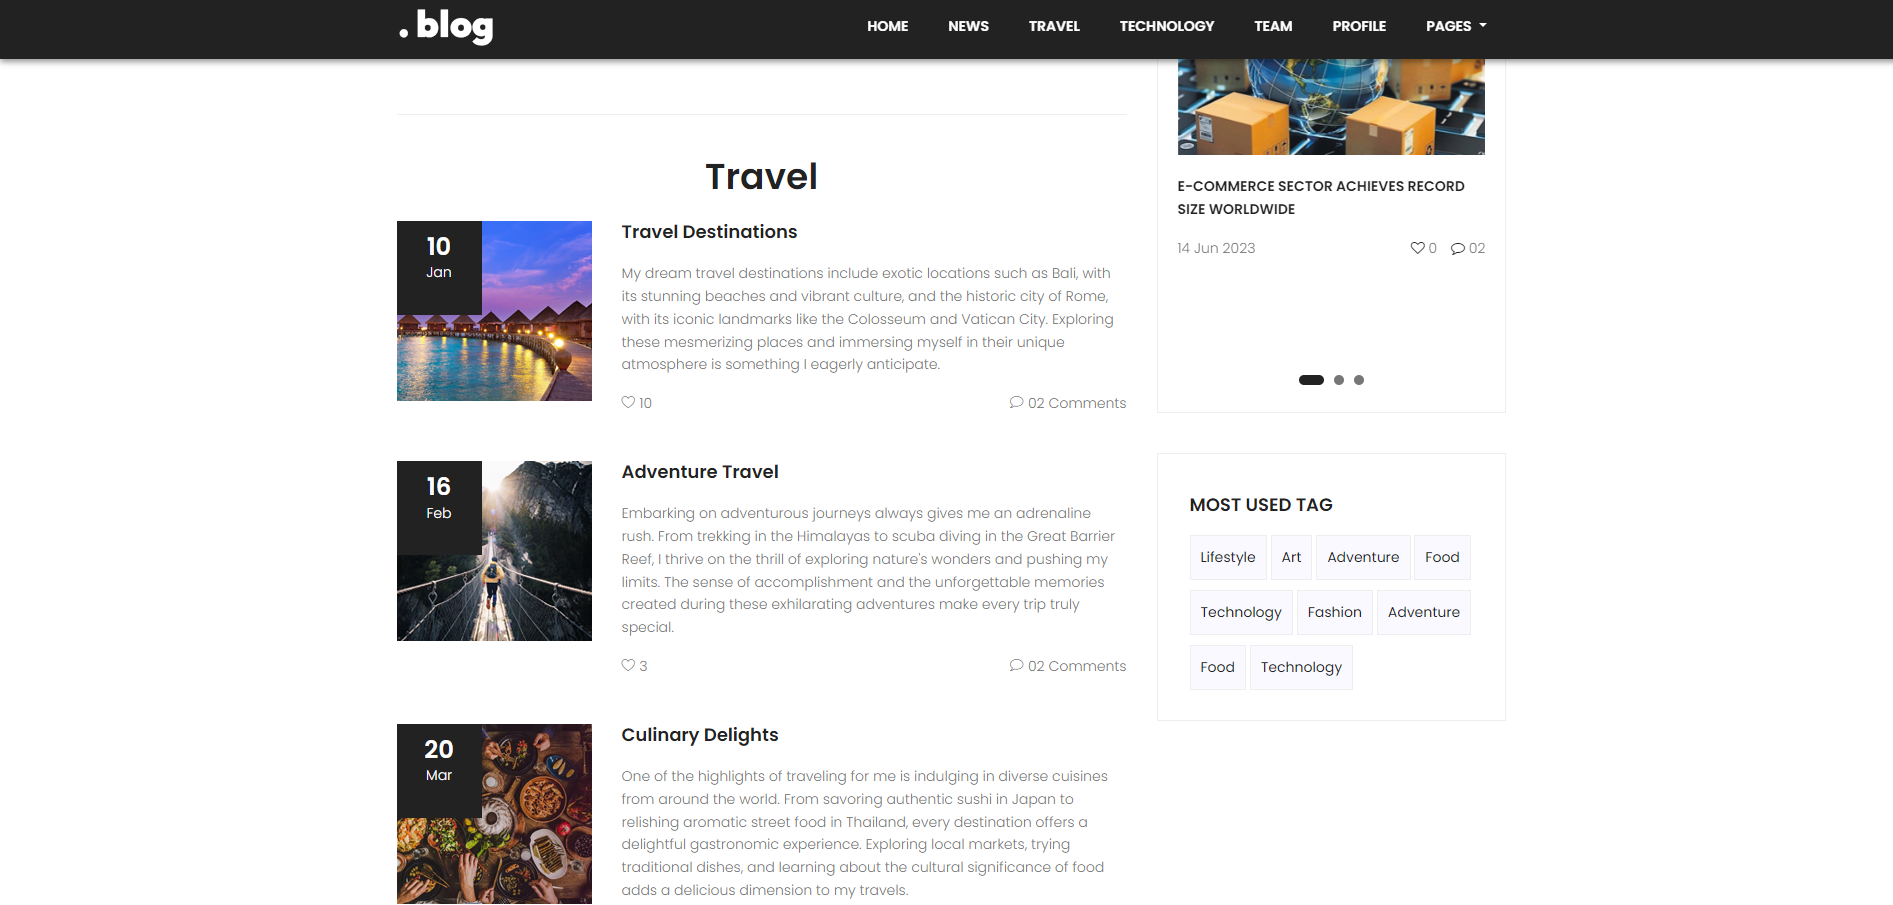 . blog
HOME NEWS TRAVEL TECHNOLOGY TEAM PROFILE PAGES
Travel
10
Jan
Travel Destinations
My dream travel destinations include exotic locations such as Bali, with
its stunning beaches and vibrant culture, and the historic city of Rome,
with its iconic landmarks like the Colosseum and Vatican City. Exploring
these mesmerizing places and immersing myself in their unique
atmosphere is something I eagerly anticipate.
10 02 Comments
16
Feb
Adventure Travel
Embarking on adventurous journeys always gives me an adrenaline
rush. From trekking in the Himalayas to scuba diving in the Great Barrier
Reef, I thrive on the thrill of exploring nature's wonders and pushing my
limits. The sense of accomplishment and the unforgettable memories
created during these exhilarating adventures make every trip truly
special.
3 02 Comments
20
Mar
Culinary Delights
One of the highlights of traveling for me is indulging in diverse cuisines
from around the world. From savoring authentic sushi in Japan to
relishing aromatic street food in Thailand, every destination offers a
delightful gastronomic experience. Exploring local markets, trying
traditional dishes, and learning about the cultural significance of food
adds a delicious dimension to my travels.
E-COMMERCE SECTOR ACHIEVES RECORD
SIZE WORLDWIDE
14 Jun 2023 0 02
MOST USED TAG
Lifestyle Art Adventure Food
Technology Fashion Adventure
Food Technology